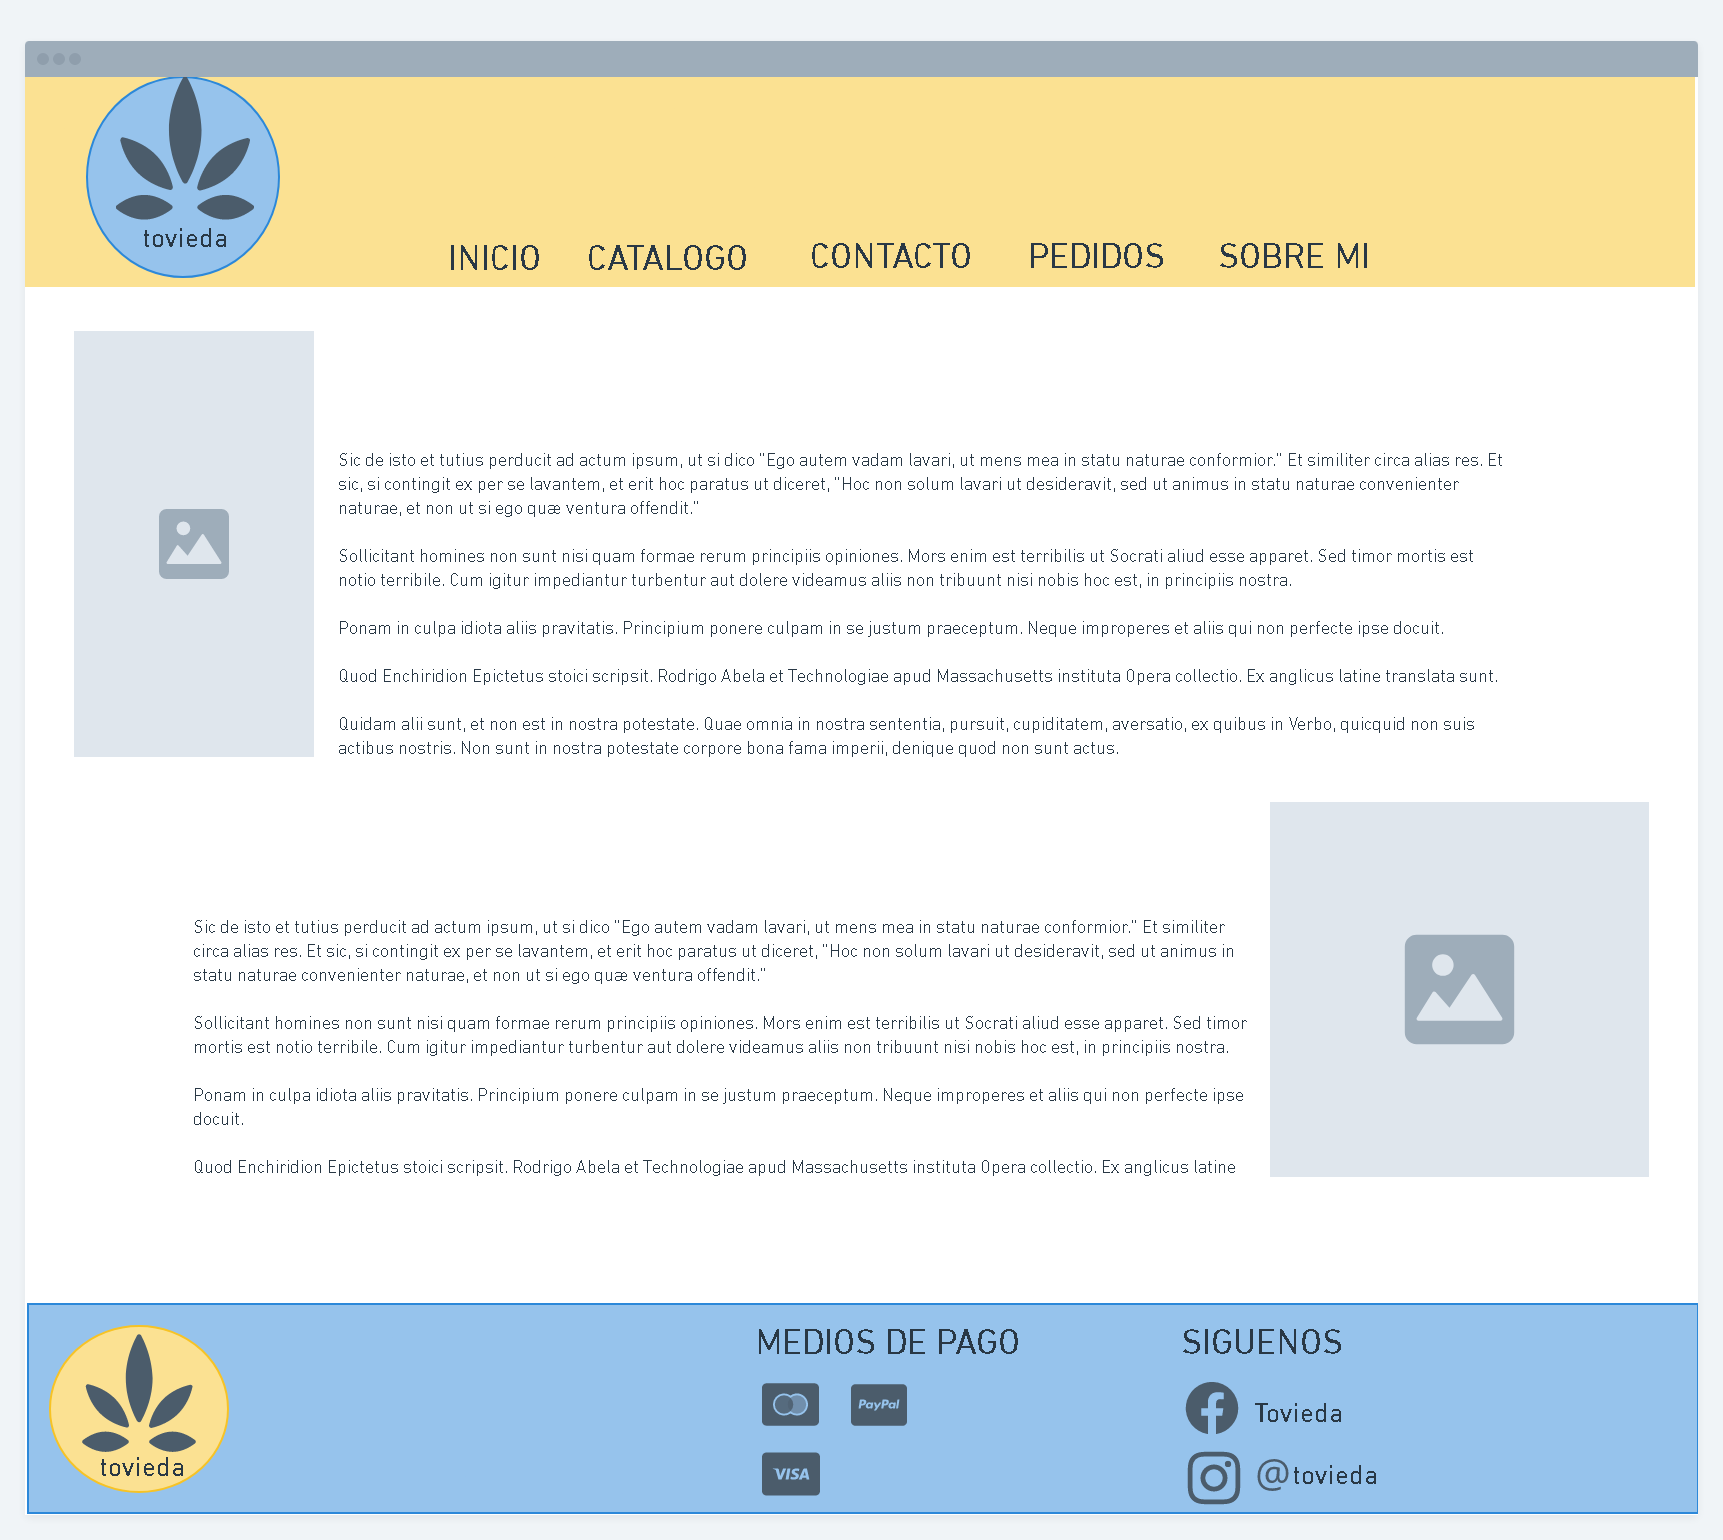 tovieda
INICIO CATALOGO CONTACTO PEDIDOS SOBRE MI
Sic de isto et tutius perducit ad actum ipsum, ut si dico "Ego autem vadam lavari, ut mens mea in statu naturae conformior." Et similiter circa alias res. Et
sic, si contingit ex per se lavantem, et erit hoc paratus ut diceret, "Hoc non solum lavari ut desideravit, sed ut animus in statu naturae convenienter
naturae, et non ut si ego quæ ventura offendit."
Sollicitant homines non sunt nisi quam formae rerum principiis opiniones. Mors enim est terribilis ut Socrati aliud esse apparet. Sed timor mortis est
notio terribile. Cum igitur impediantur turbentur aut dolere videamus aliis non tribuunt nisi nobis hoc est, in principiis nostra.
Ponam in culpa idiota aliis pravitatis. Principium ponere culpam in se justum praeceptum. Neque improperes et aliis qui non perfecte ipse docuit.
Quod Enchiridion Epictetus stoici scripsit. Rodrigo Abela et Technologiae apud Massachusetts instituta Opera collectio. Ex anglicus latine translata sunt.
Quidam alii sunt, et non est in nostra potestate. Quae omnia in nostra sententia, pursuit, cupiditatem, aversatio, ex quibus in Verbo, quicquid non suis
actibus nostris. Non sunt in nostra potestate corpore bona fama imperii, denique quod non sunt actus.
Sic de isto et tutius perducit ad actum ipsum, ut si dico "Ego autem vadam lavari, ut mens mea in statu naturae conformior." Et similiter
circa alias res. Et sic, si contingit ex per se lavantem, et erit hoc paratus ut diceret, "Hoc non solum lavari ut desideravit, sed ut animus in
statu naturae convenienter naturae, et non ut si ego quæ ventura offendit."
Sollicitant homines non sunt nisi quam formae rerum principiis opiniones. Mors enim est terribilis ut Socrati aliud esse apparet. Sed timor
mortis est notio terribile. Cum igitur impediantur turbentur aut dolere videamus aliis non tribuunt nisi nobis hoc est, in principiis nostra.
Ponam in culpa idiota aliis pravitatis. Principium ponere culpam in se justum praeceptum. Neque improperes et aliis qui non perfecte ipse
docuit.
Quod Enchiridion Epictetus stoici scripsit. Rodrigo Abela et Technologiae apud Massachusetts instituta Opera collectio. Ex anglicus latine
tovieda
MEDIOS DE PAGO
PayPal
VISA
SIGUENOS
Tovieda
@tovieda